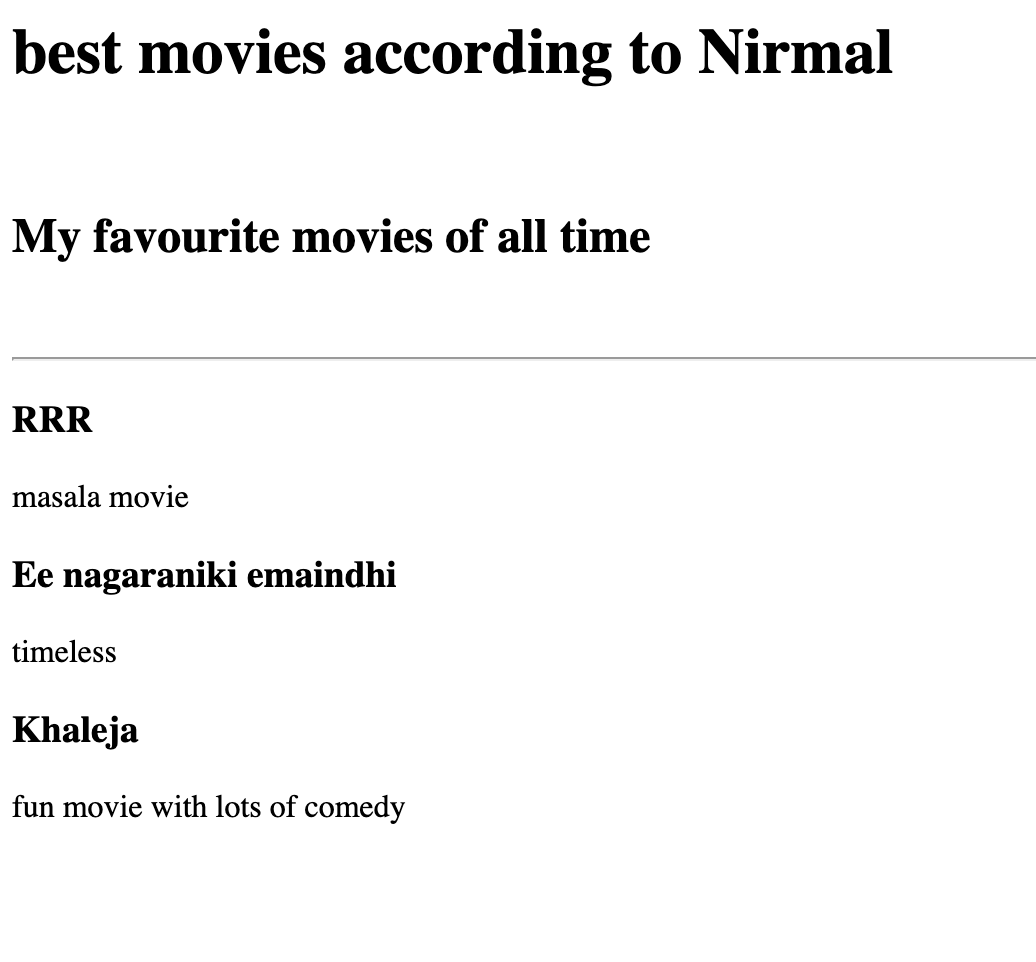 best movies according to Nirmal
My favourite movies of all time
RRR
masala movie
Ee nagaraniki emaindhi
timeless
Khaleja
fun movie with lots of comedy